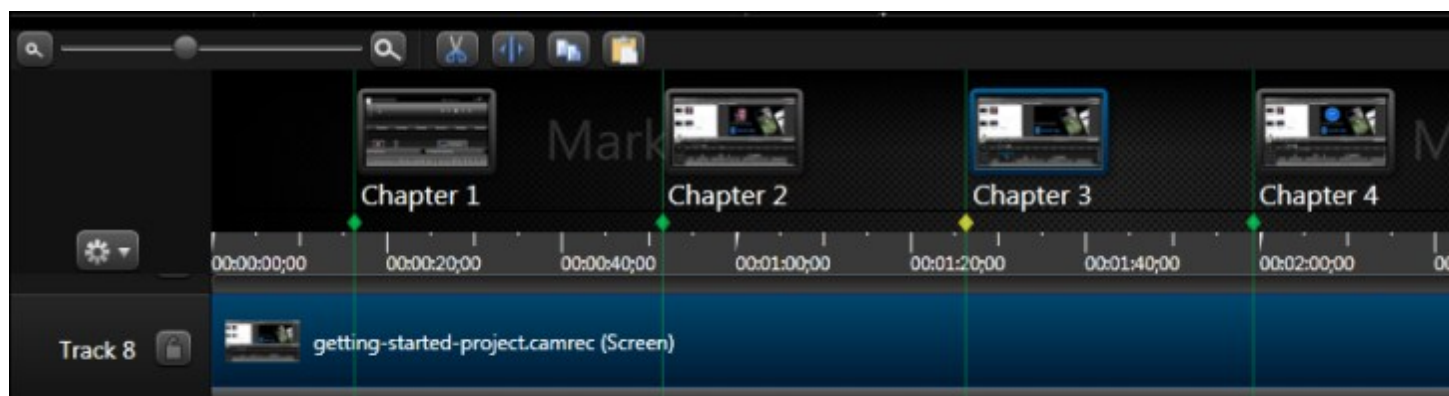 Mark
M
Chapter 1
Chapter 2
Chapter 3
Chapter 4
00:00:00;00
00:00:20;00
00:00:40;00
00:01:00;00
00:01:20;00
00:01:40;00
00:02:00;00
00
Track 8
getting-started-project.camrec (Screen)